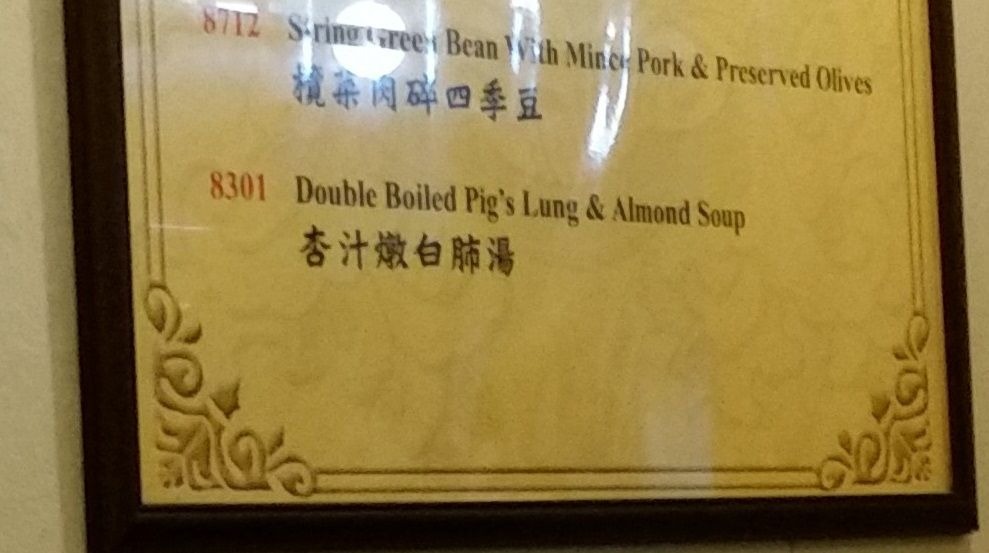 8712 String Green Bean With Mince Pork & Preserved Olives
欖菜肉碎四季豆
8301 Double Boiled Pig's Lung & Almond Soup
杏汁燉白肺湯